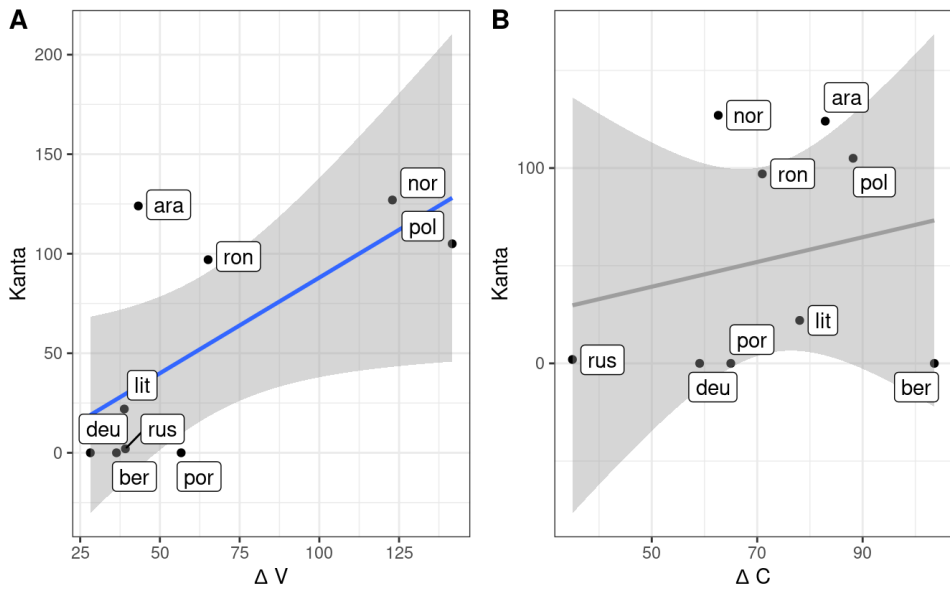 A
200
150
100
50
0
Kanta
ara
ron
nor
pol
lit
deu
rus
ber
por
25
50
75
100
125
Δ V
B
100
0
Kanta
nor
ara
ron
pol
lit
por
rus
deu
ber
50
70
90
Δ C